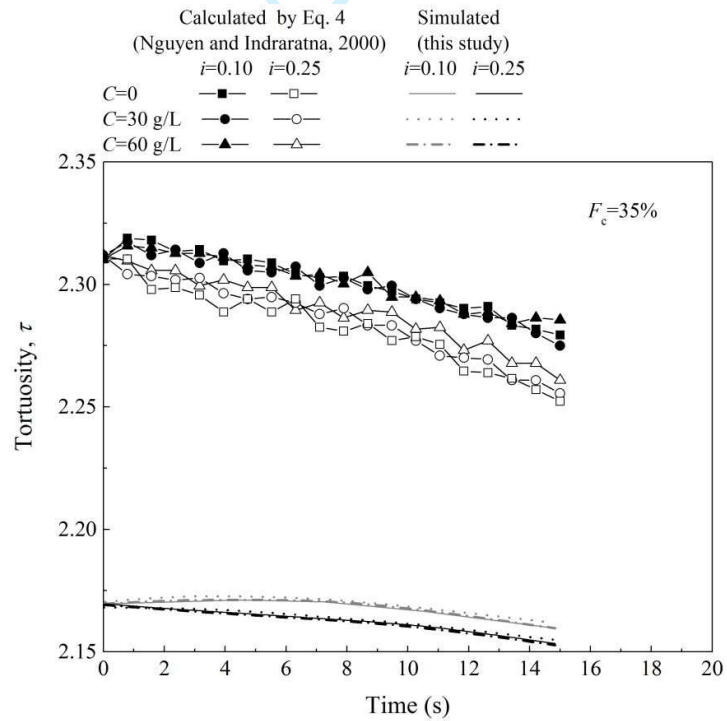 Calculated by Eq. 4 Simulated
(Nguyen and Indraratna, 2000) (this study)
i=0.10 i=0.25 i=0.10 i=0.25
C=0
C=30 g/L
C=60 g/L
2.35
F_c=35%
2.30
2.25
2.20
2.15
Tortuosity, τ
0 2 4 6 8 10 12 14 16 18 20
Time (s)